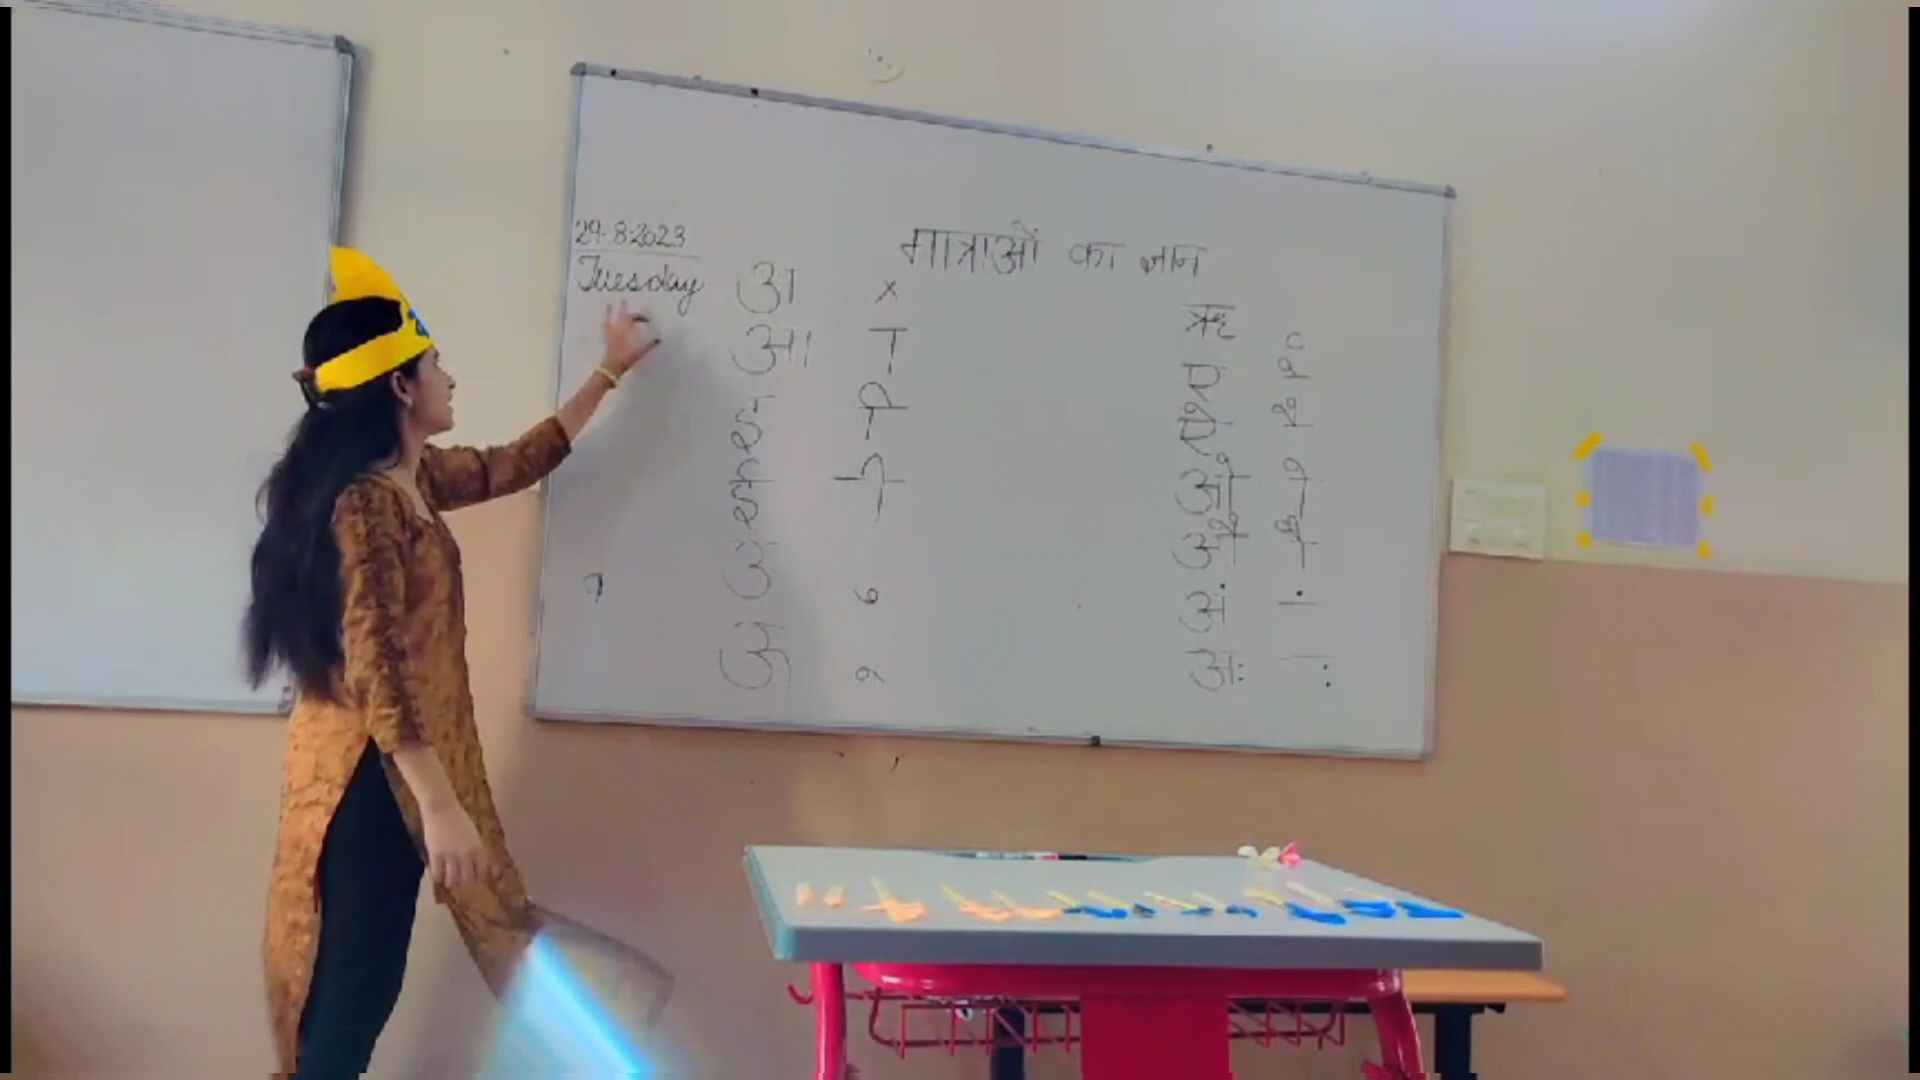 29.8.2023
Tuesday
मात्राओं का ज्ञान
अ ×
आ ा
इ ि
ई ी
उ ु
ऊ ू
ऋ ृ
ए े
ऐ ै
ओ ो
औ ौ
अं ं
अः ः